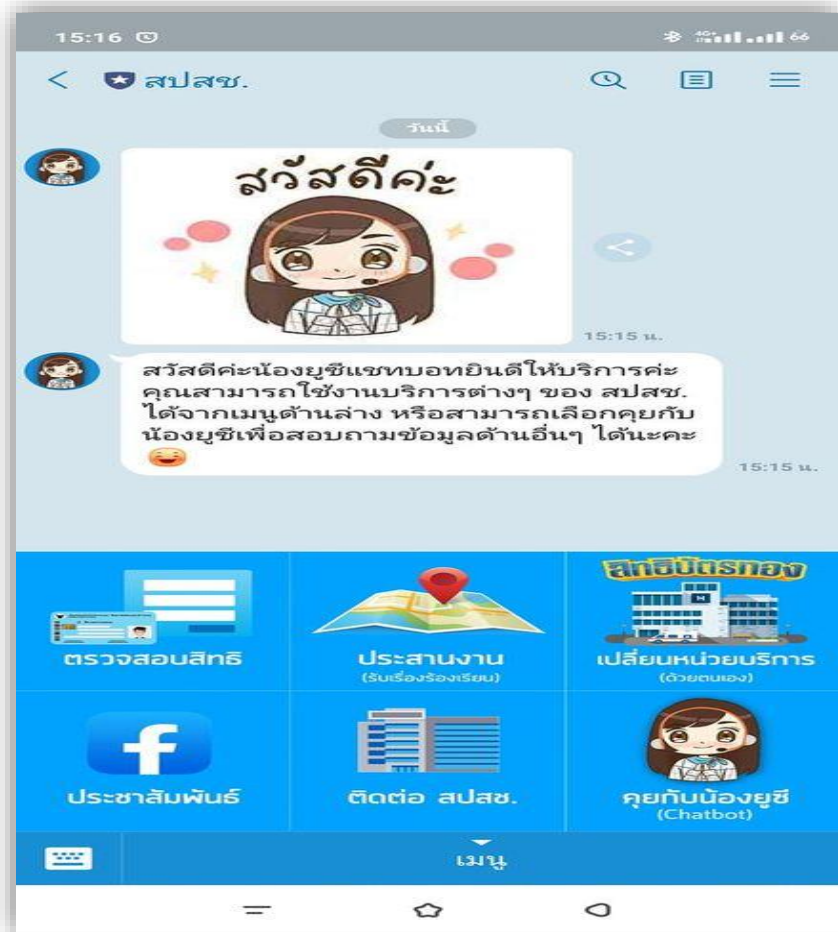 15:16
66
สปสช.
วันนี้
สวัสดีค่ะ
15:15 น.
สวัสดีค่ะน้องยูซีแชทบอทยินดีให้บริการค่ะ
คุณสามารถใช้งานบริการต่างๆ ของ สปสช.
ได้จากเมนูด้านล่าง หรือสามารถเลือกคุยกับ
น้องยูซีเพื่อสอบถามข้อมูลด้านอื่นๆ ได้นะคะ
15:15 น.
ตรวจสอบสิทธิ
ประสานงาน
(รับเรื่องร้องเรียน)
สิทธิบัตรทอง
H
เปลี่ยนหน่วยบริการ
(ด้วยตนเอง)
ประชาสัมพันธ์
ติดต่อ สปสช.
คุยกับน้องยูซี
(Chatbot)
เมนู